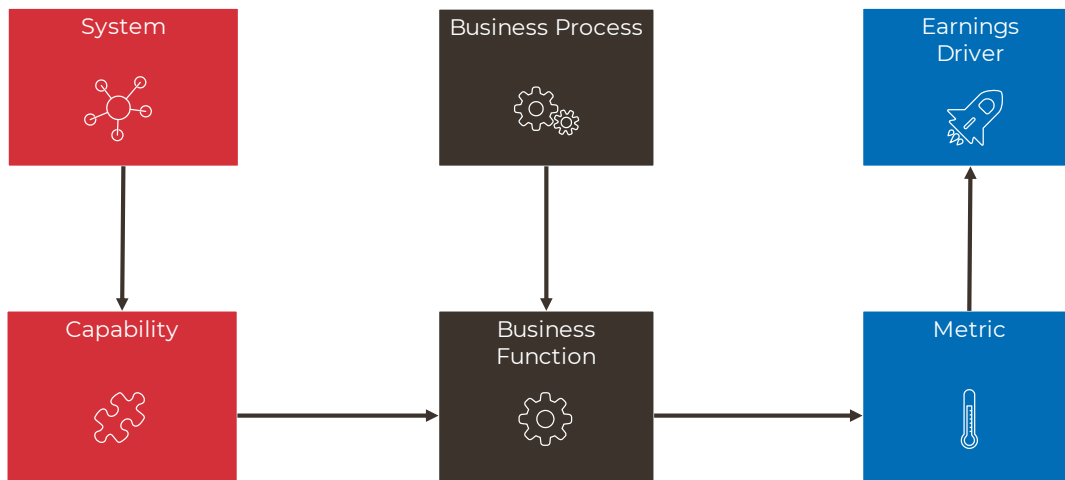 System
Business Process
Earnings
Driver
Capability
Business
Function
Metric